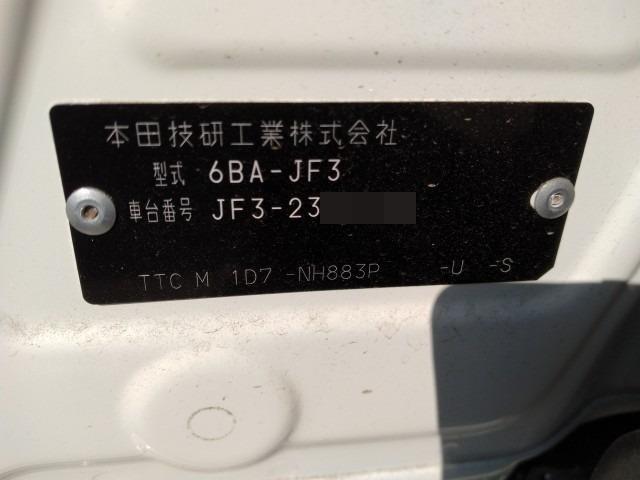 本田技研工業株式会社
型式 6BA-JF3
車台番号 JF3-23
TTC M 1D7 -NH883P -U -S